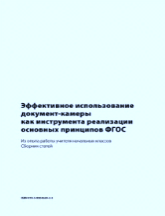 Эффективное использование
документ-камеры
как инструмента реализации
основных принципов ФГОС
Из опыта работы учителя начальных классов
Сборник статей